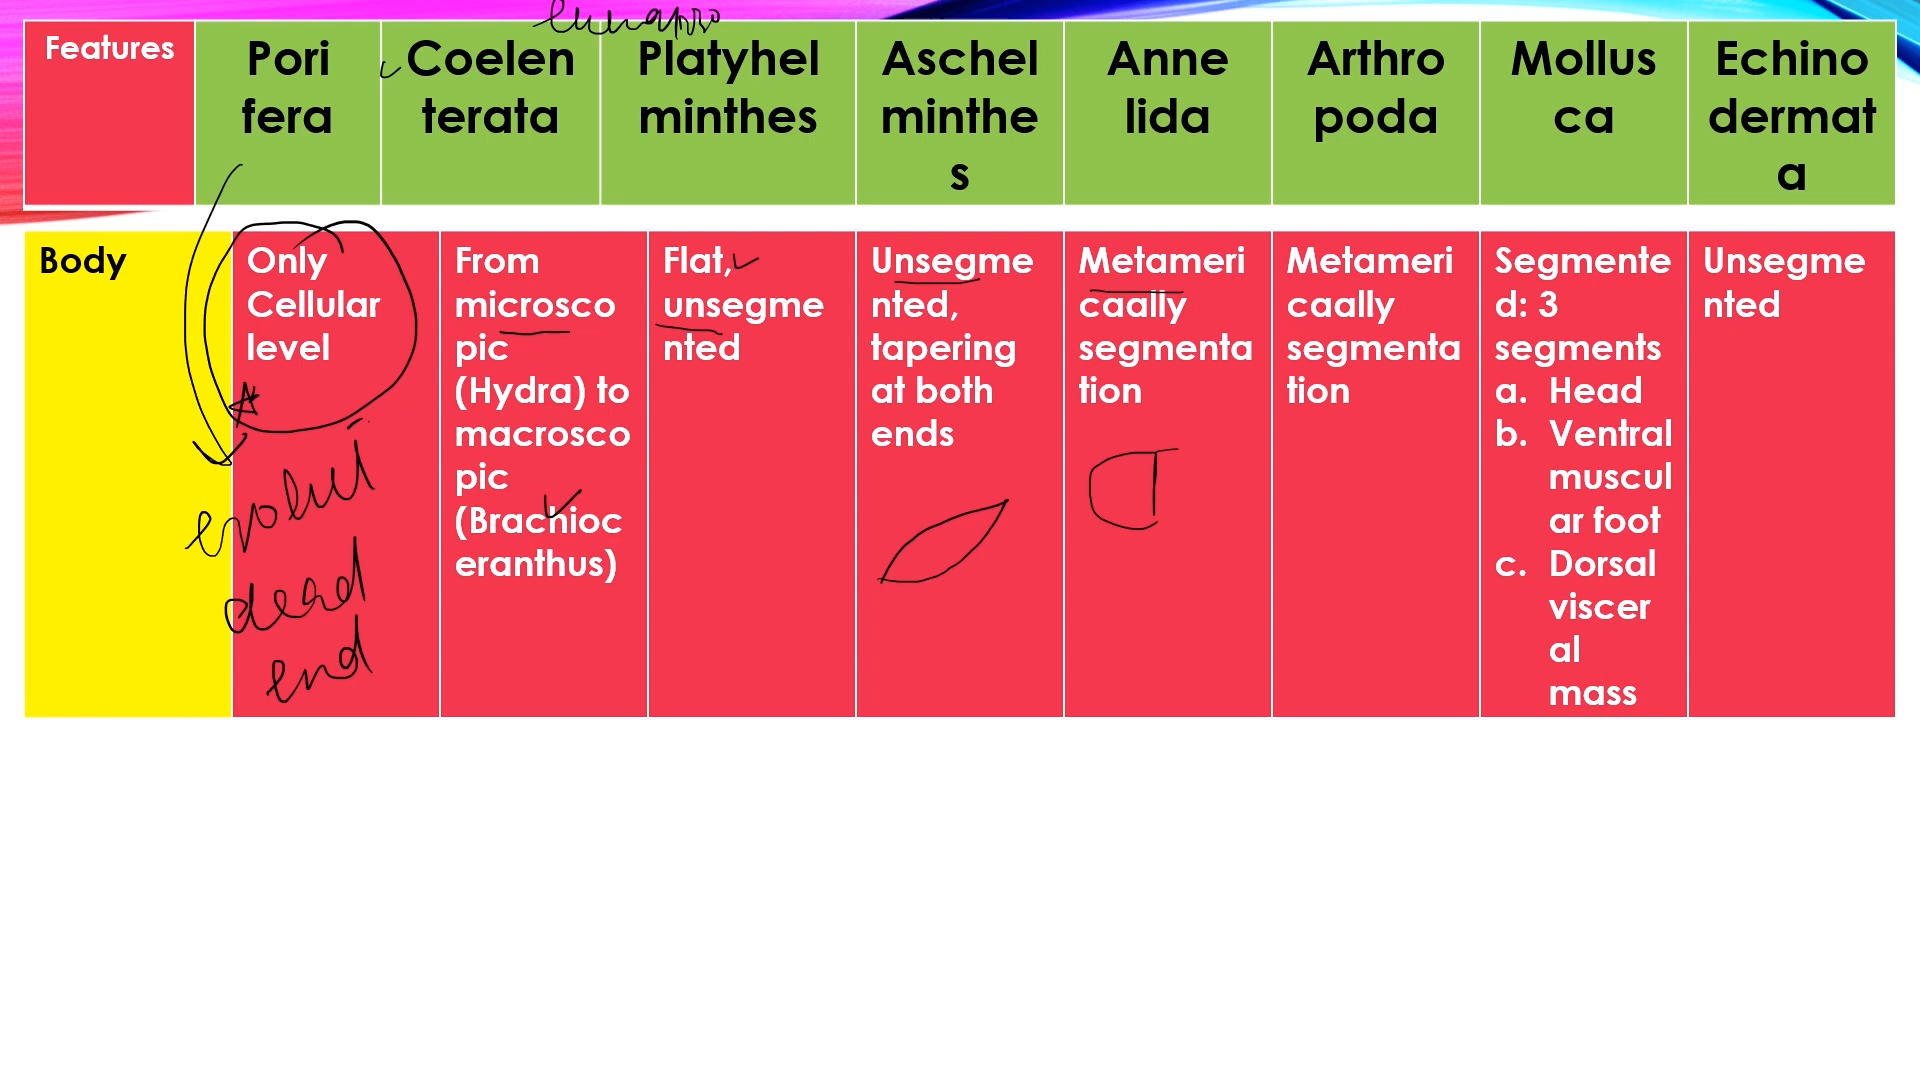 Features
Pori
fera
Coelen
terata
Platyhel
minthes
Aschel
minthe
s
Anne
lida
Arthro
poda
Mollus
ca
Echino
dermat
a
Body
Only
Cellular
level
From
microsco
pic
(Hydra) to
macrosco
pic
(Brachioc
eranthus)
Flat,
unsegme
nted
Unsegme
nted,
tapering
at both
ends
Metameri
caally
segmenta
tion
Metameri
caally
segmenta
tion
Segmente
d: 3
segments
a. Head
b. Ventral
muscul
ar foot
c. Dorsal
viscer
al
mass
Unsegme
nted
dead
end